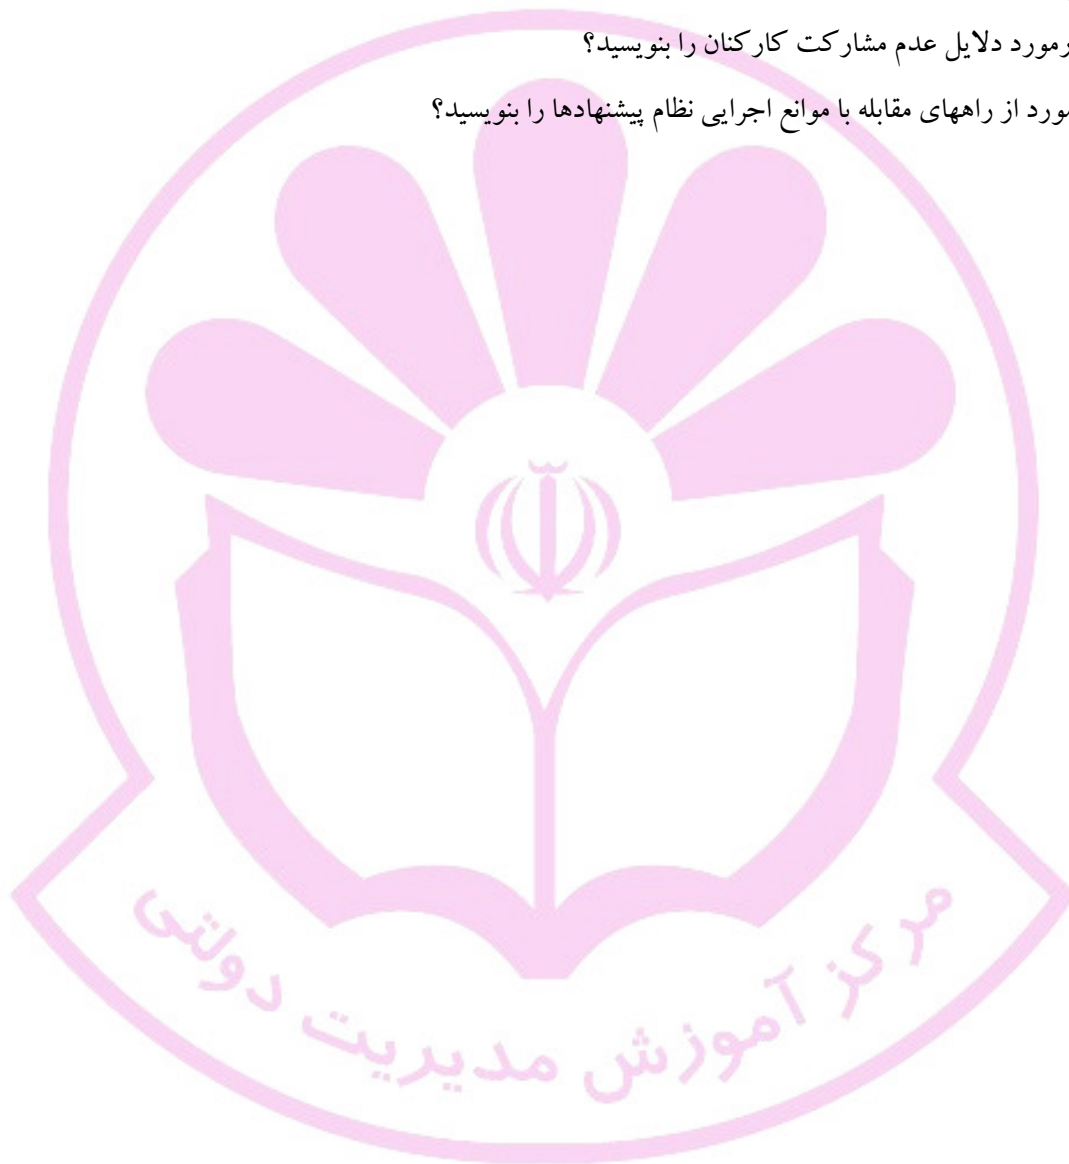 رمورد دلایل عدم مشارکت کارکنان را بنویسید؟
مورد از راههای مقابله با موانع اجرایی نظام پیشنهادها را بنویسید؟
مرکز آموزش مدیریت دولتی